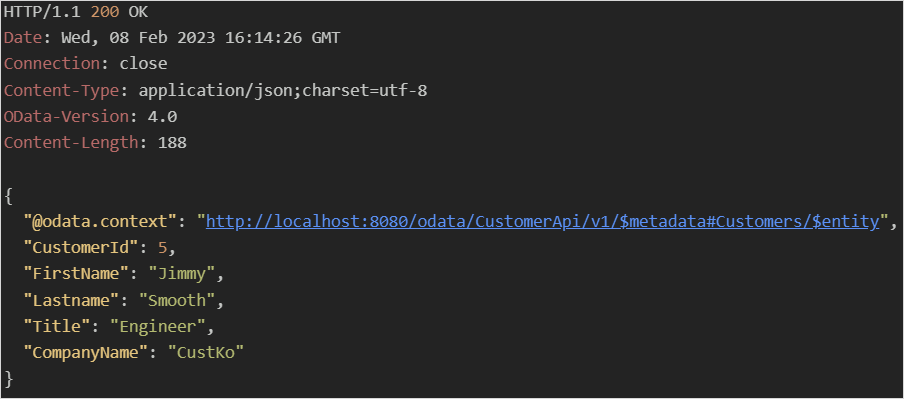 HTTP/1.1 200 OK
Date: Wed, 08 Feb 2023 16:14:26 GMT
Connection: close
Content-Type: application/json;charset=utf-8
OData-Version: 4.0
Content-Length: 188
{
"@odata.context": "http://localhost:8080/odata/CustomerApi/v1/$metadata#Customers/$entity",
"CustomerId": 5,
"FirstName": "Jimmy",
"Lastname": "Smooth",
"Title": "Engineer",
"CompanyName": "CustKo"
}